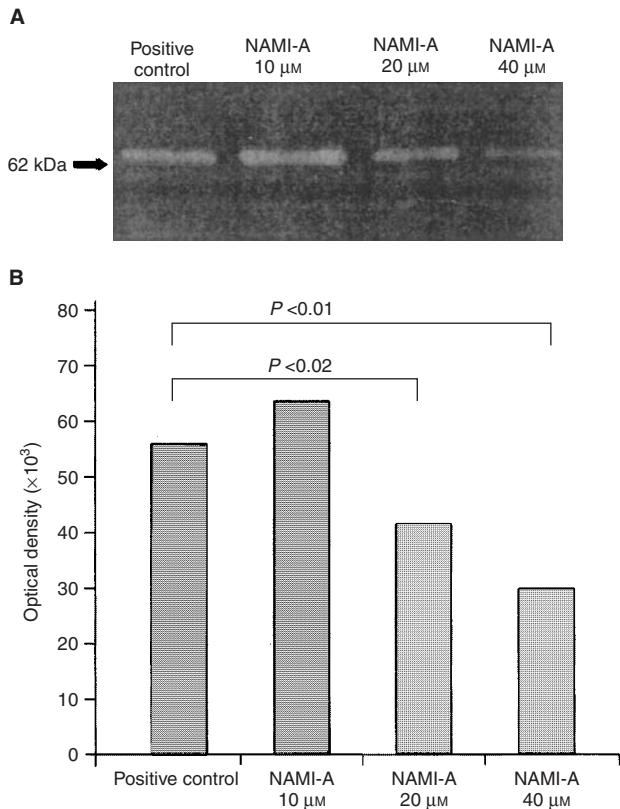 A
Positive control
NAMI-A 10 μM
NAMI-A 20 μM
NAMI-A 40 μM
62 kDa
B
80
70
60
50
40
30
20
10
0
Optical density (×10³)
P <0.01
P <0.02
Positive control
NAMI-A 10 μM
NAMI-A 20 μM
NAMI-A 40 μM